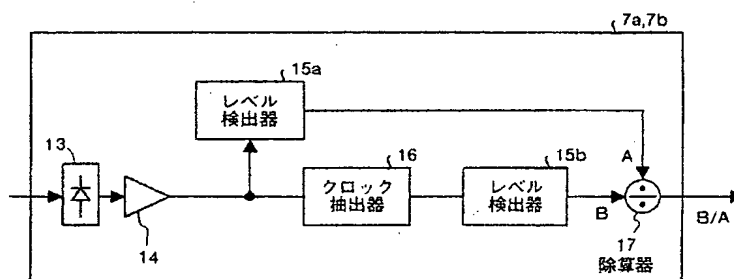 7a,7b
15a
レベル
検出器
13
14
16
クロック
抽出器
15b
レベル
検出器
A
B
B/A
17
除算器